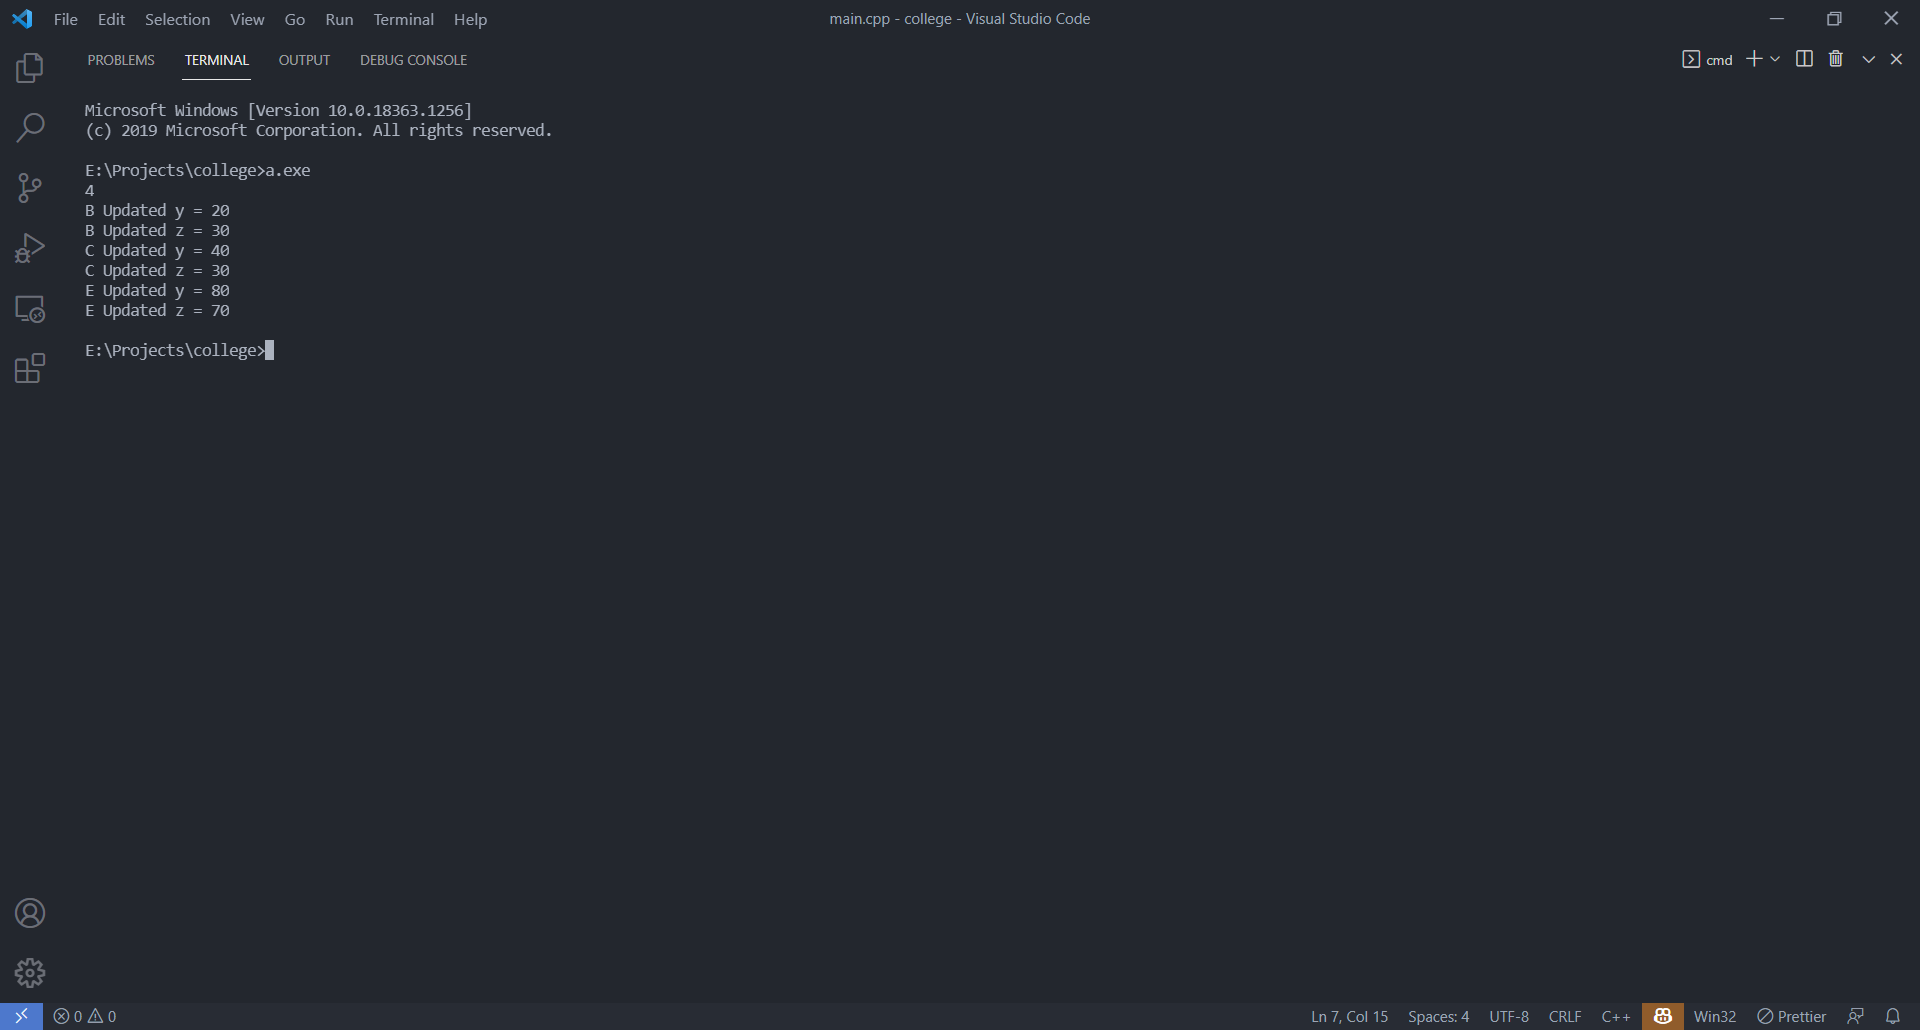 File Edit Selection View Go Run Terminal Help
main.cpp - college - Visual Studio Code
PROBLEMS TERMINAL OUTPUT DEBUG CONSOLE
cmd
Microsoft Windows [Version 10.0.18363.1256]
(c) 2019 Microsoft Corporation. All rights reserved.
E:\Projects\college>a.exe
4
B Updated y = 20
B Updated z = 30
C Updated y = 40
C Updated z = 30
E Updated y = 80
E Updated z = 70
E:\Projects\college>
0 0
Ln 7, Col 15 Spaces: 4 UTF-8 CRLF C++ Win32 Prettier